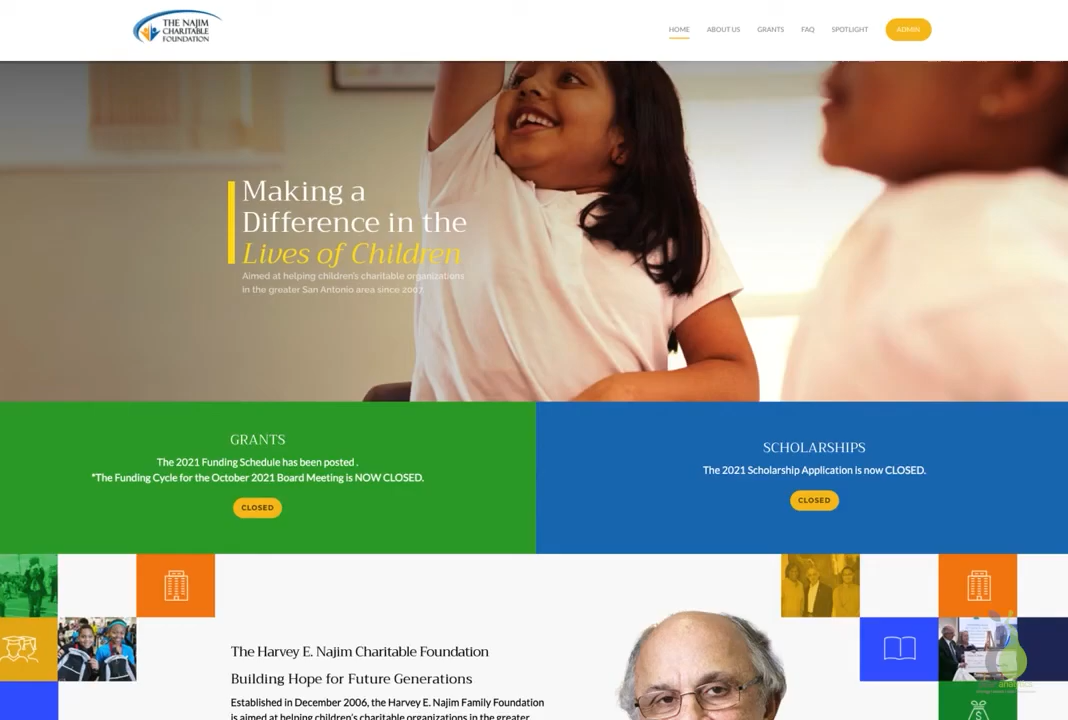 THE NAJIM
CHARITABLE
FOUNDATION
HOME
ABOUT US
GRANTS
FAQ
SPOTLIGHT
ADMIN
Making a
Difference in the
Lives of Children
Aimed at helping children's charitable organizations
in the greater San Antonio area since 2007.
GRANTS
The 2021 Funding Schedule has been posted .
*The Funding Cycle for the October 2021 Board Meeting is NOW CLOSED.
CLOSED
SCHOLARSHIPS
The 2021 Scholarship Application is now CLOSED.
CLOSED
The Harvey E. Najim Charitable Foundation
Building Hope for Future Generations
Established in December 2006, the Harvey E. Najim Family Foundation
is aimed at helping children's charitable organizations in the greater